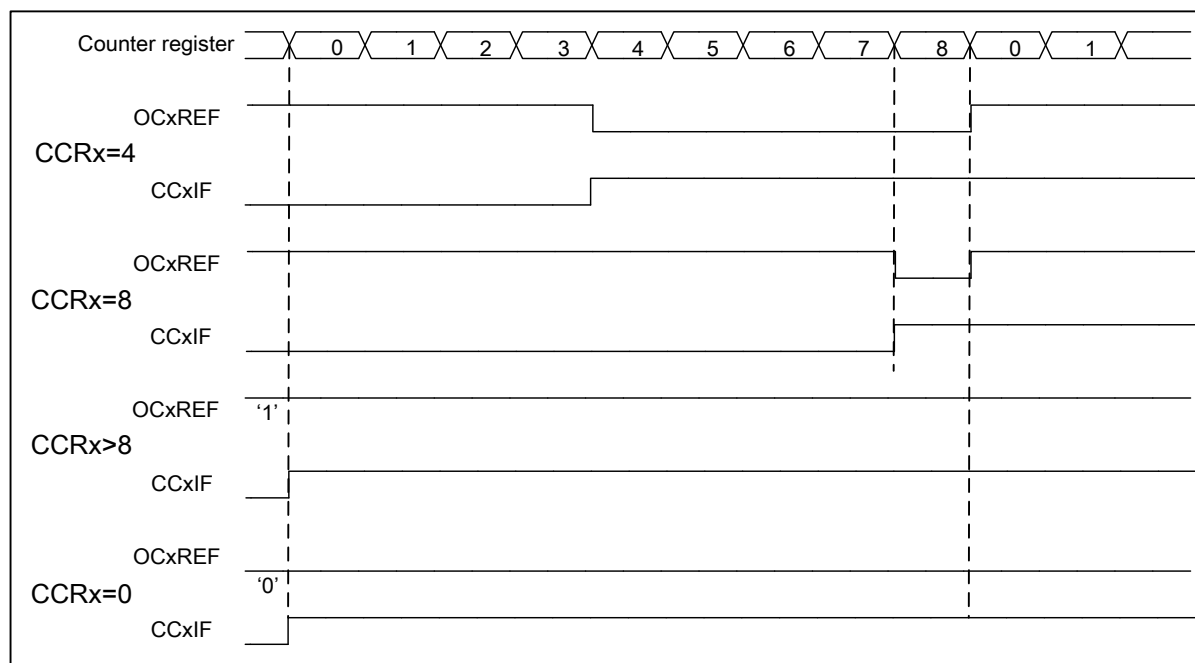 Counter register 0 1 2 3 4 5 6 7 8 0 1
OCxREF
CCRx=4
CCxIF
OCxREF
CCRx=8
CCxIF
OCxREF ‘1’
CCRx>8
CCxIF
OCxREF
‘0’
CCRx=0
CCxIF